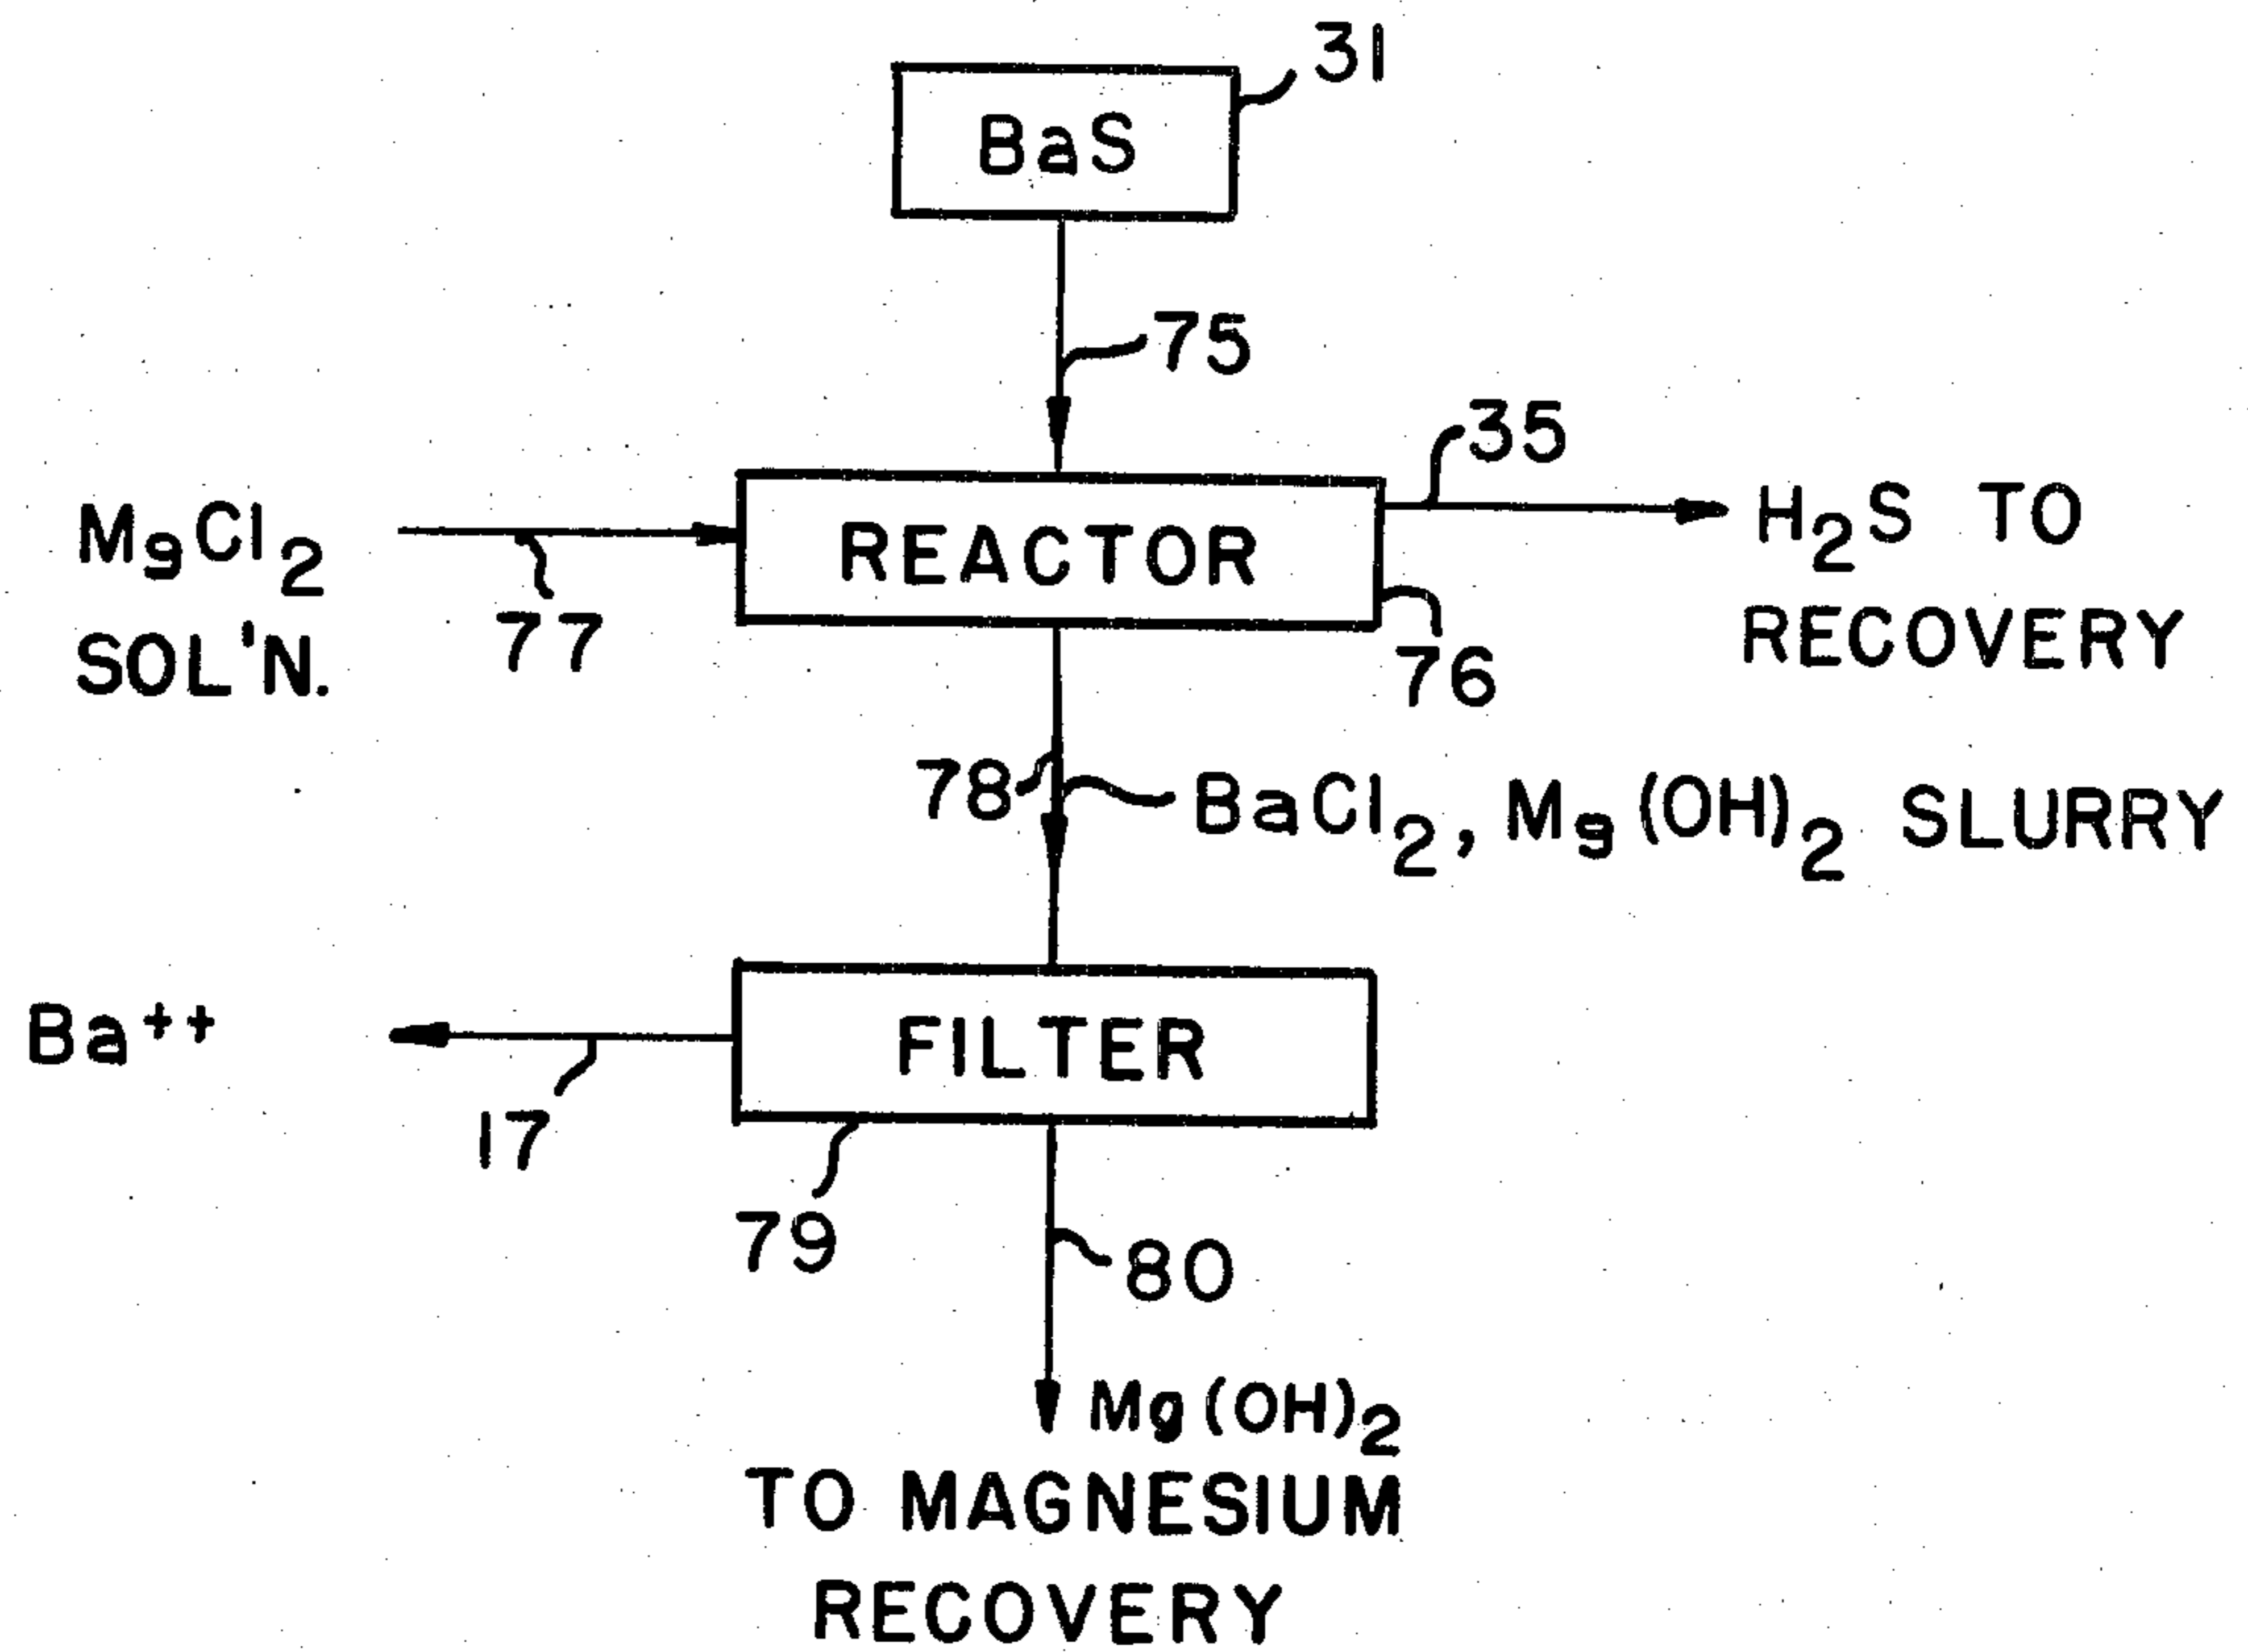 31
BaS
75
35
MgCl2
SOL'N.
77
REACTOR
H2S TO
RECOVERY
76
78
BaCl2, Mg(OH)2 SLURRY
Ba++
17
FILTER
79
80
Mg(OH)2
TO MAGNESIUM
RECOVERY